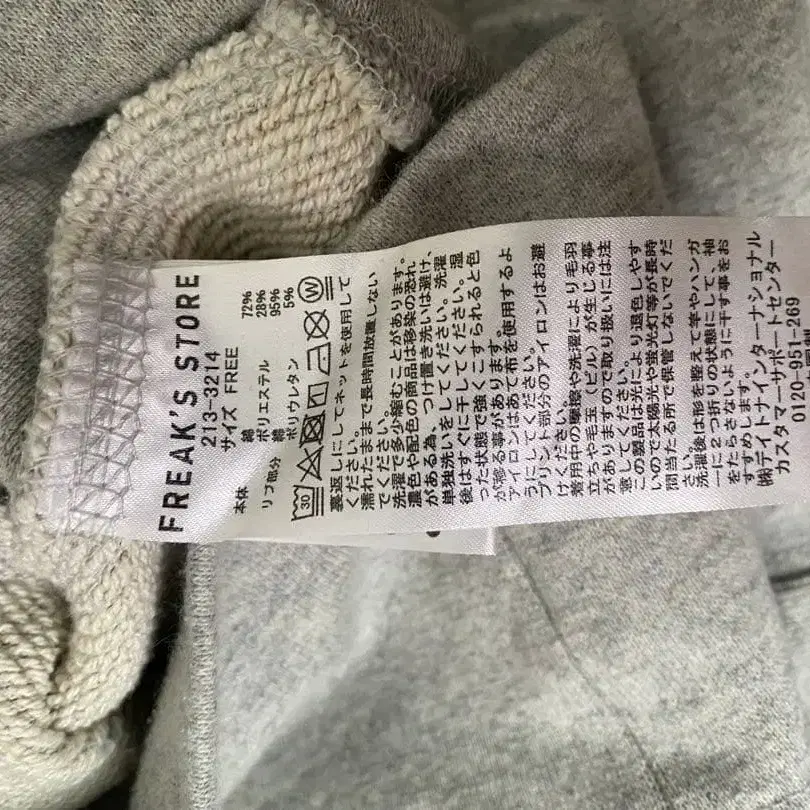 FREAK'S STORE
213-3214
サイズ FREE
本体 綿 72%
ポリエステル 28%
リブ部分 綿 95%
ポリウレタン 5%
30 W
裏返しにしてネットを使用して
ください。
濡れたままで長時間放置しない
でください。
洗濯で多少縮むことがあります。
濃色や配色の商品は移染の恐れ
がある為、つけ置き洗いは避け、
単独洗いをしてください。洗濯
後はすぐに干してください。湿
った状態で強くこすられると色
が滲る事があります。
アイロンはあて布を使用するよ
うにしてください。
プリント部分のアイロンはお避
けください。
着用中の摩擦や洗濯により毛羽
立ちや毛玉(ピル)が生じる事
がありますので取り扱いには注
意してください。
この製品は光により退色しやす
いので太陽光や蛍光灯等が長時
間当たる所で保管しないでくだ
さい。
洗濯後は形を整えて竿やハンガ
ーに2つ折りの状態にして、袖
をたらさないように干す事をお
すすめします。
㈱デイトナインターナショナル
カスタマーサポートセンター
0120-951-269